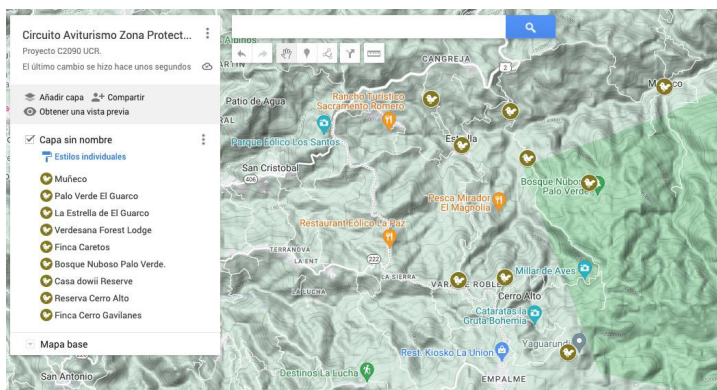 Circuito Aviturismo Zona Protect...
Proyecto C2090 UCR.
El último cambio se hizo hace unos segundos
Añadir capa
Compartir
Obtener una vista previa
Capa sin nombre
Estilos individuales
Muñeco
Palo Verde El Guarco
La Estrella de El Guarco
Verdesana Forest Lodge
Finca Caretos
Bosque Nuboso Palo Verde.
Casa dowii Reserve
Reserva Cerro Alto
Finca Cerro Gavilanes
Mapa base
San Antonio
CANGREJA
2
Patio de Agua
Rancho Turístico
Sacramento Romero
Parque Eólico Los Santos
Estrella
San Cristobal
406
Bosque Nuboso
Palo Verde
Pesca Mirador
El Magnolia
Restaurant Eólico La Paz
TERRANOVA
LA ENT
222
LA SIERRA
LA LUCHA
Millar de Aves
Cerro Alto
Cataratas la
Gruta Bohemia
Rest. Kiosko La Union
Yaguarundi
Destinos La Lucha
EMPALME